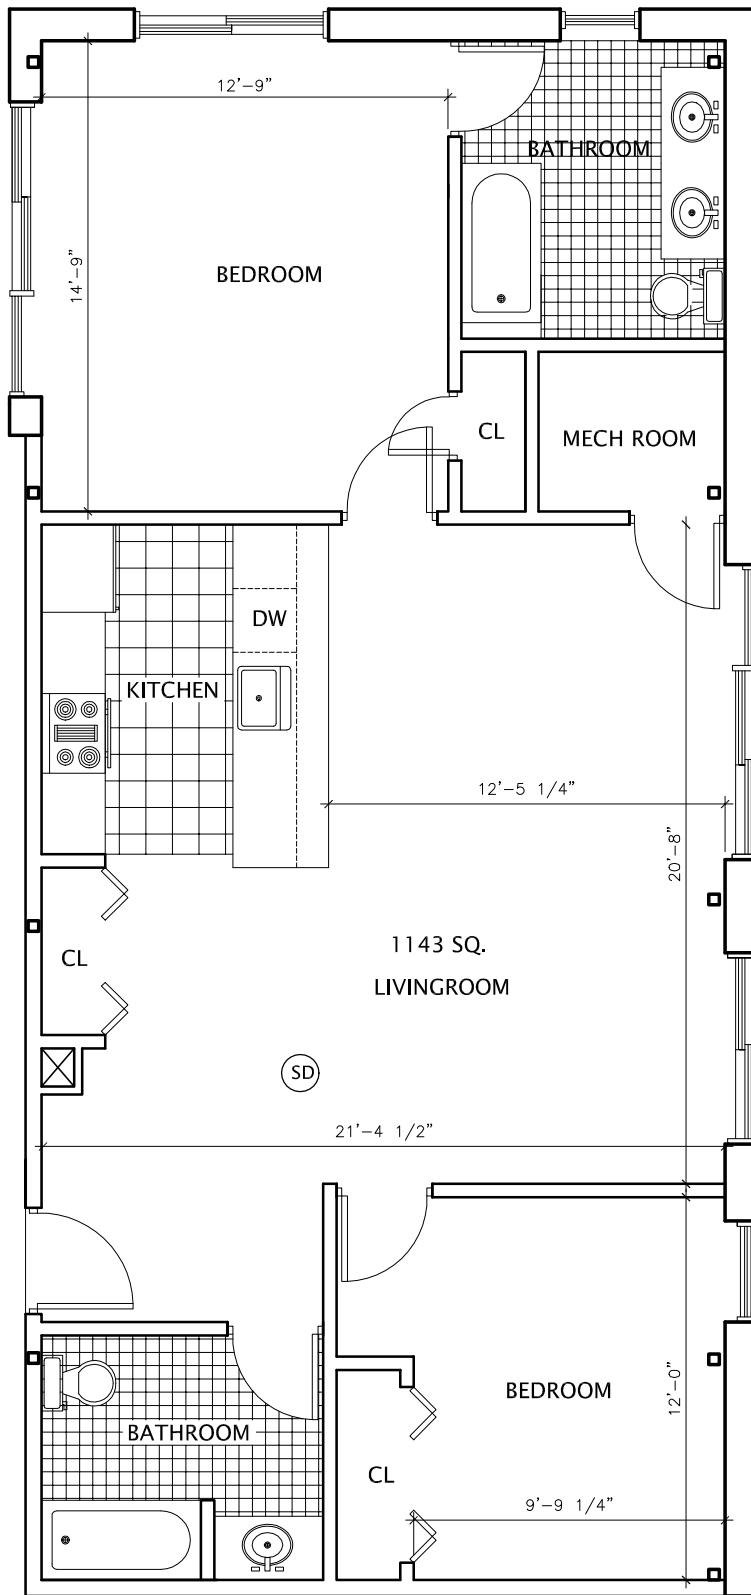 12'-9"
BATHROOM
14'-9"
BEDROOM
CL
MECH ROOM
DW
KITCHEN
12'-5 1/4"
20'-8"
1143 SQ.
LIVINGROOM
CL
SD
21'-4 1/2"
BEDROOM
12'-0"
BATHROOM
CL
9'-9 1/4"